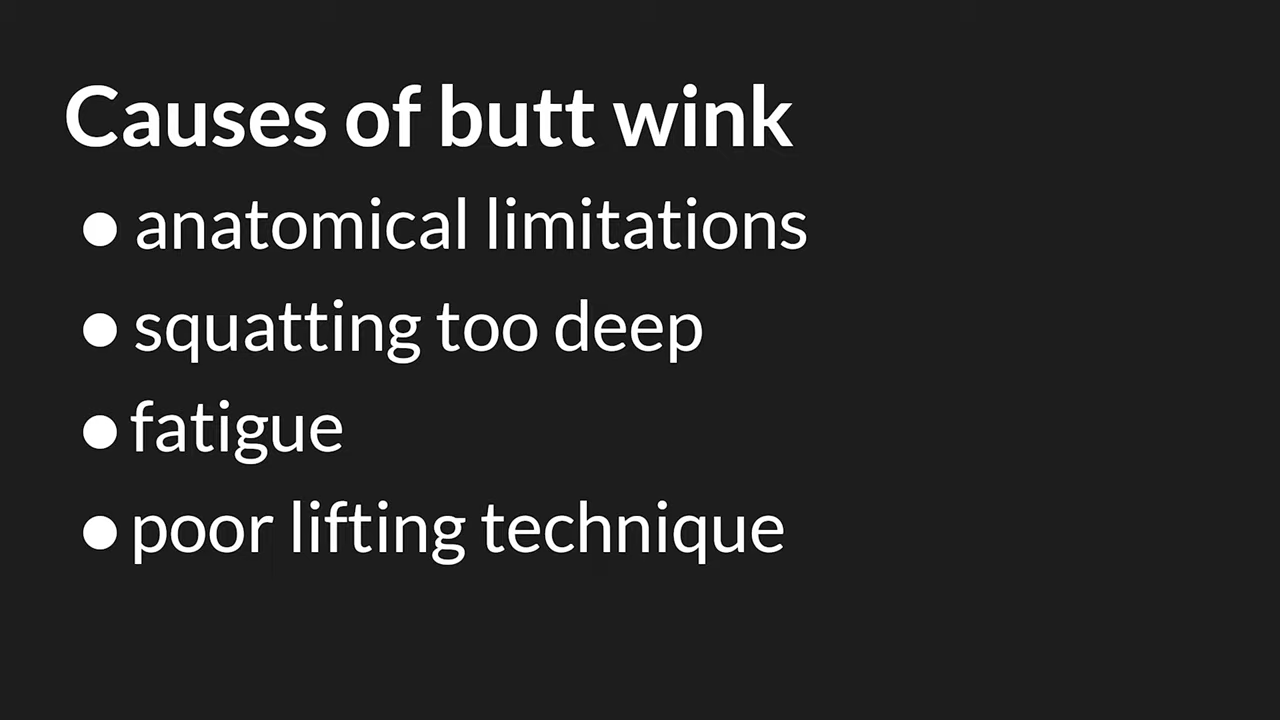 Causes of butt wink
● anatomical limitations
● squatting too deep
● fatigue
● poor lifting technique